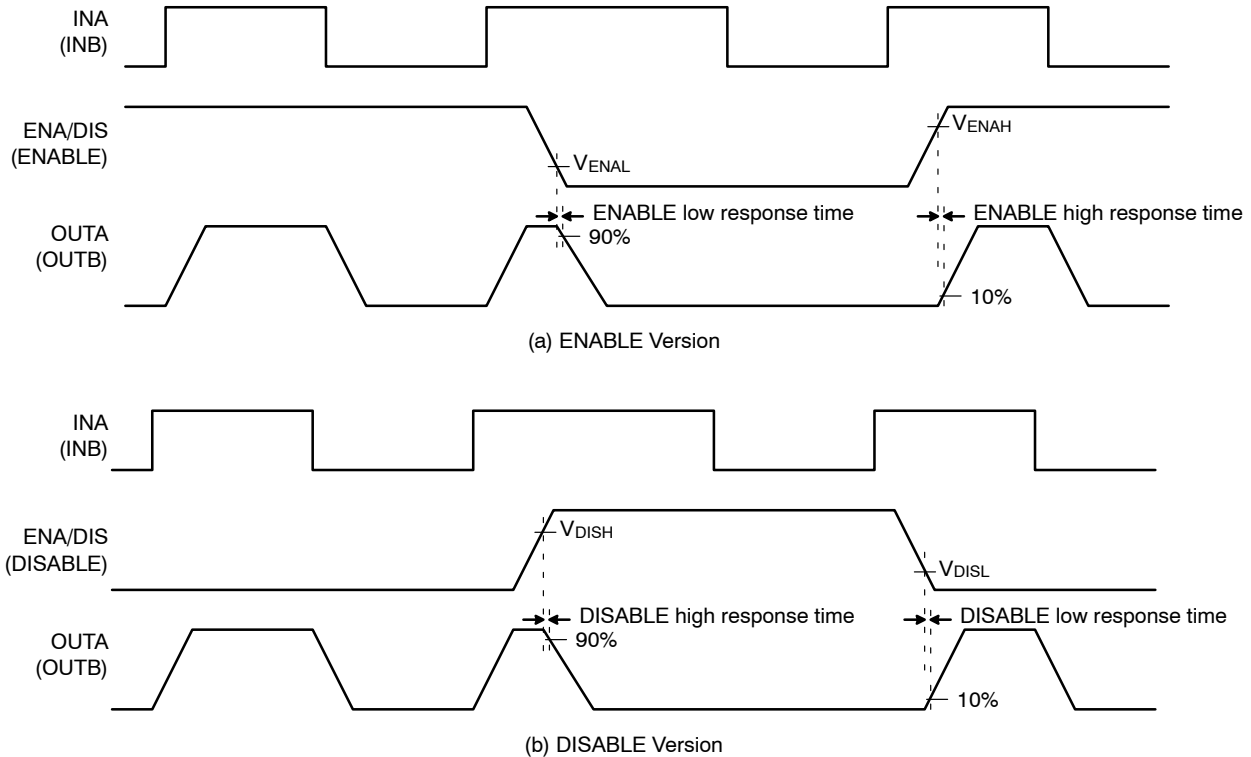 INA
(INB)
ENA/DIS
(ENABLE)
VENAL
VENAH
ENABLE low response time
ENABLE high response time
OUTA
(OUTB)
90%
10%
(a) ENABLE Version
INA
(INB)
ENA/DIS
(DISABLE)
VDISH
VDISL
DISABLE high response time
DISABLE low response time
OUTA
(OUTB)
90%
10%
(b) DISABLE Version